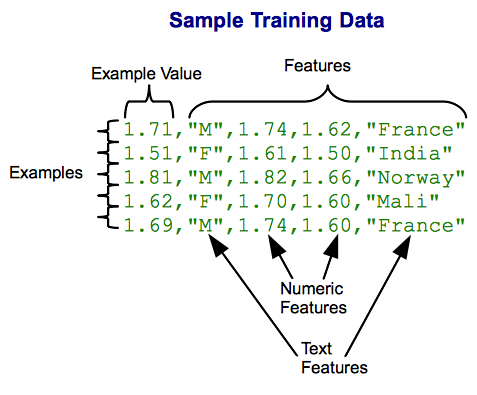 Sample Training Data
Example Value
Features
Examples
1.71,"M",1.74,1.62,"France"
1.51,"F",1.61,1.50,"India"
1.81,"M",1.82,1.66,"Norway"
1.62,"F",1.70,1.60,"Mali"
1.69,"M",1.74,1.60,"France"
Numeric
Features
Text
Features